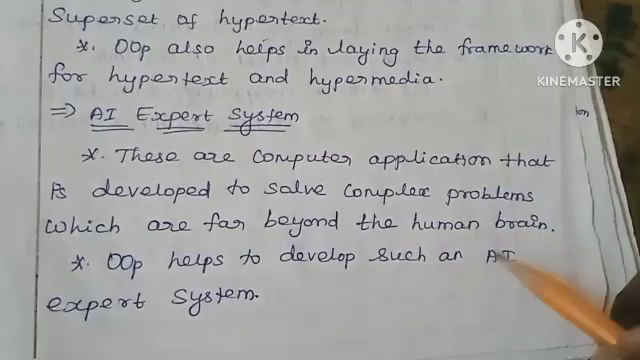 Superset of hypertext.
*. OOp also helps in laying the framework
for hypertext and hypermedia.
⇒ AI Expert System
*. These are computer application that
is developed to solve complex problems
which are far beyond the human brain.
*. OOp helps to develop such an AI
expert system.
KINEMASTER